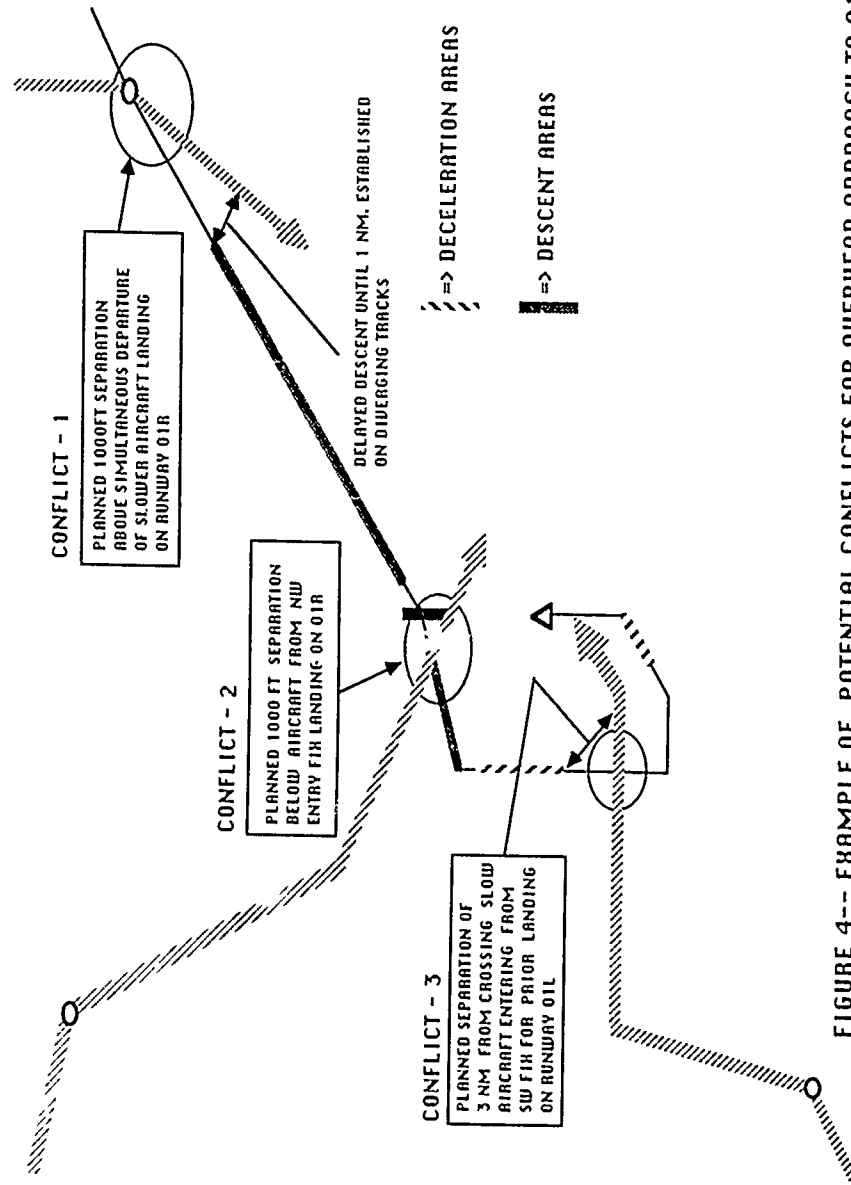 CONFLICT - 1
PLANNED 1000FT SEPARATION
ABOVE SIMULTANEOUS DEPARTURE
OF SLOWER AIRCRAFT LANDING
ON RUNWAY 01R
CONFLICT - 2
PLANNED 1000 FT SEPARATION
BELOW AIRCRAFT FROM NW
ENTRY FIX LANDING ON 01R
CONFLICT - 3
PLANNED SEPARATION OF
3 NM FROM CROSSING SLOW
AIRCRAFT ENTERING FROM
SW FIX FOR PRIOR LANDING
ON RUNWAY 01L
DELAYED DESCENT UNTIL 1 NM. ESTABLISHED
ON DIVERGING TRACKS
=> DECELERATION AREAS
=> DESCENT AREAS
FIGURE 4-- EXAMPLE OF POTENTIAL CONFLICTS FOR OVERHEAD APPROACH TO